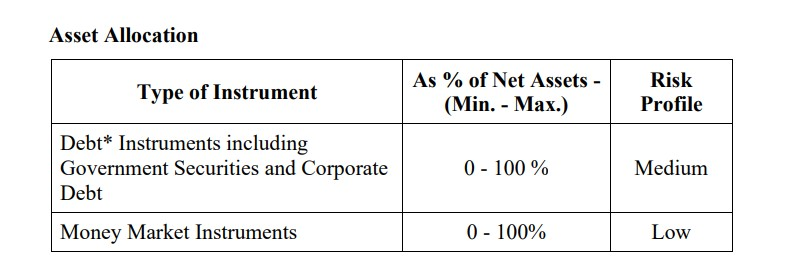 Asset Allocation
Type of Instrument
As % of Net Assets -
(Min. - Max.)
Risk
Profile
Debt* Instruments including
Government Securities and Corporate
Debt
0 - 100 %
Medium
Money Market Instruments
0 - 100%
Low